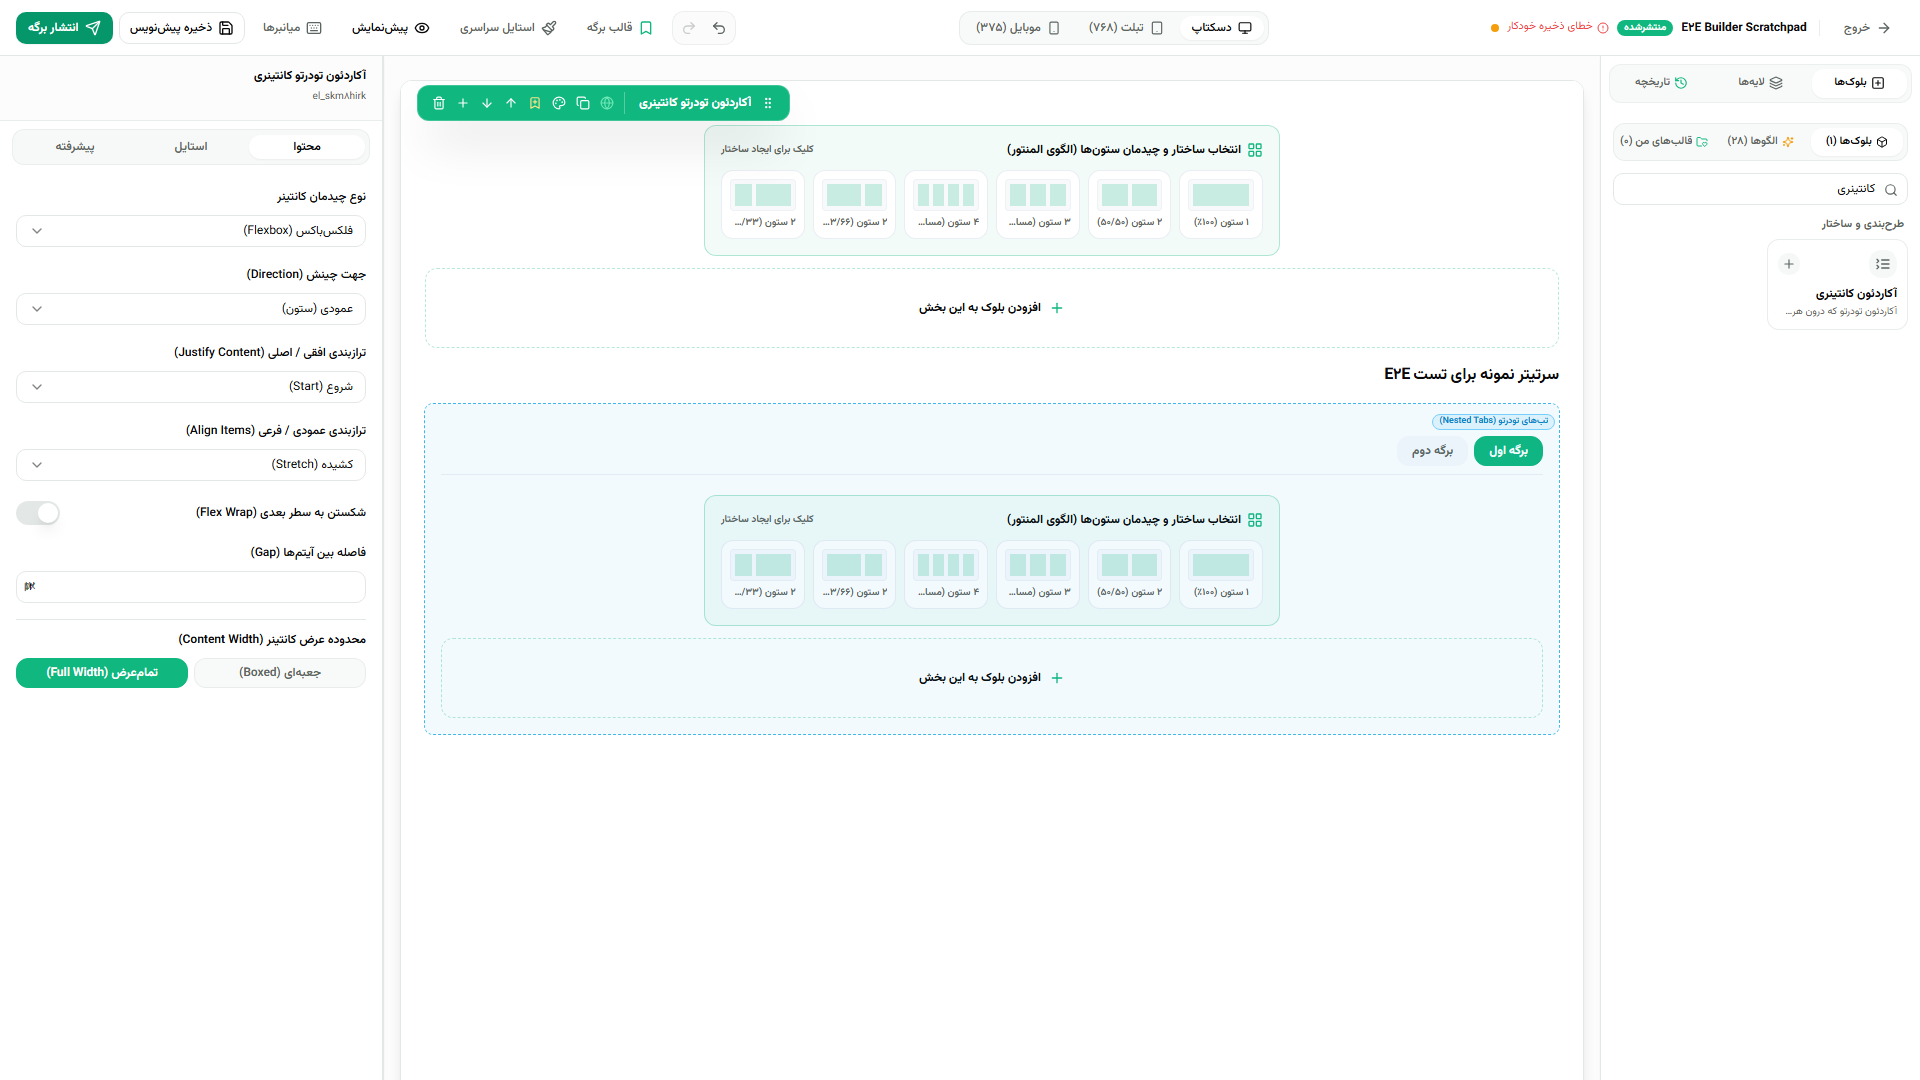 خروج
E۲E Builder Scratchpad
منتشرشده
خطای ذخیره خودکار
دسکتاپ
تبلت (۷۶۸)
موبایل (۳۷۵)
قالب برگه
استایل سراسری
پیش‌نمایش
میانبرها
ذخیره پیش‌نویس
انتشار برگه
بلوک‌ها
لایه‌ها
تاریخچه
بلوک‌ها (۱)
الگوها (۲۸)
قالب‌های من (۰)
کانتینری
طرح‌بندی و ساختار
آکاردئون کانتینری
آکاردئون تودرتو که درون هر...
آکاردئون تودرتو کانتینری
انتخاب ساختار و چیدمان ستون‌ها (الگوی المنتور)
کلیک برای ایجاد ساختار
۱ ستون (۱۰۰٪)
۲ ستون (۵۰/۵۰)
۳ ستون (مسا...
۴ ستون (مسا...
۲ ستون (۳/۶۶...
۲ ستون (۳۳/...
افزودن بلوک به این بخش
سرتیتر نمونه برای تست E۲E
تب‌های تودرتو (Nested Tabs)
برگه اول
برگه دوم
انتخاب ساختار و چیدمان ستون‌ها (الگوی المنتور)
کلیک برای ایجاد ساختار
۱ ستون (۱۰۰٪)
۲ ستون (۵۰/۵۰)
۳ ستون (مسا...
۴ ستون (مسا...
۲ ستون (۳/۶۶...
۲ ستون (۳۳/...
افزودن بلوک به این بخش
آکاردئون تودرتو کانتینری
el_skm۸hirk
محتوا
استایل
پیشرفته
نوع چیدمان کانتینر
فلکس‌باکس (Flexbox)
جهت چینش (Direction)
عمودی (ستون)
ترازبندی افقی / اصلی (Justify Content)
شروع (Start)
ترازبندی عمودی / فرعی (Align Items)
کشیده (Stretch)
شکستن به سطر بعدی (Flex Wrap)
فاصله بین آیتم‌ها (Gap)
محدوده عرض کانتینر (Content Width)
جعبه‌ای (Boxed)
تمام‌عرض (Full Width)